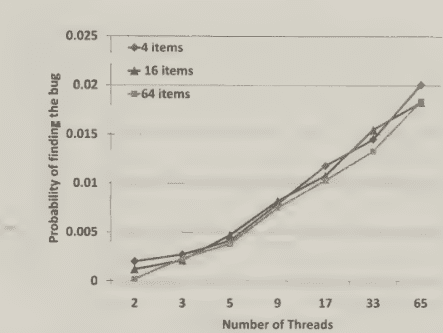 0.025
4 items
16 items
0.02
64 items
0.015
0.01
0.005
0
Probability of finding the bug
2 3 5 9 17 33 65
Number of Threads